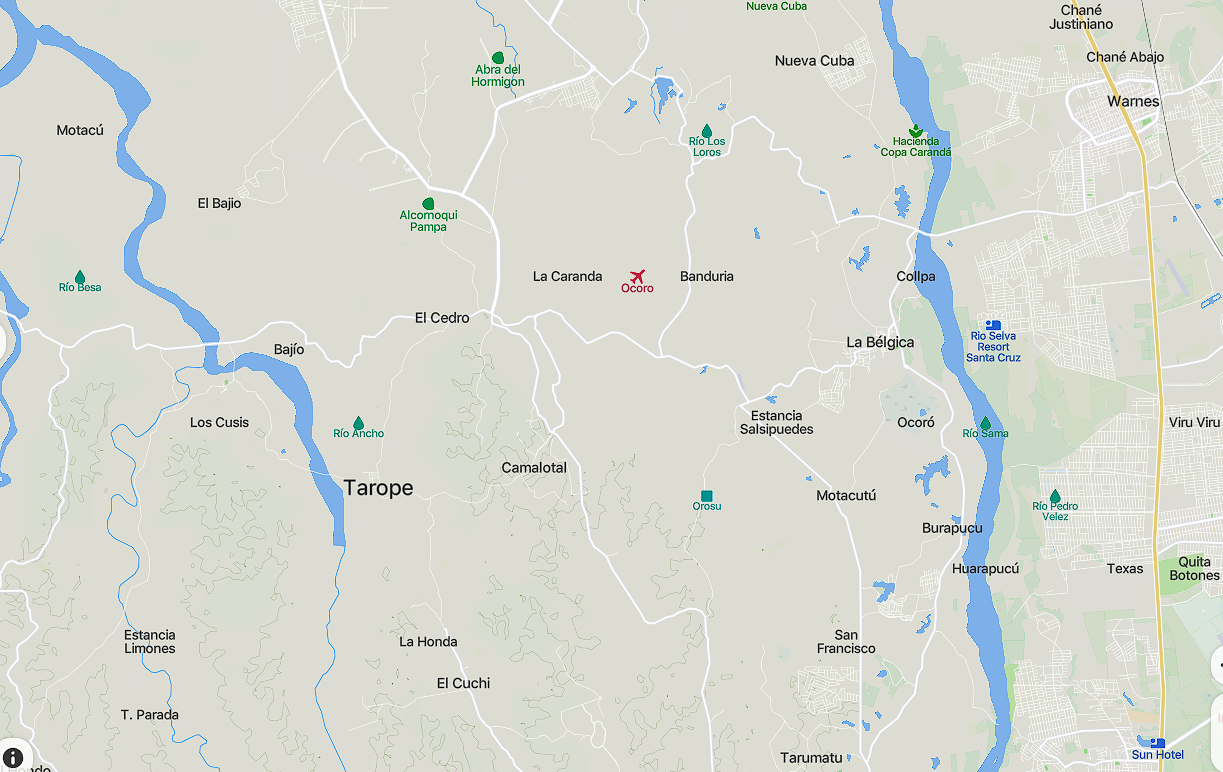 Nueva Cuba
Chané
Justiniano
Nueva Cuba
Chané Abajo
Abra del
Hormigon
Warnes
Motacú
Río Los
Loros
Hacienda
Copa Carandá
El Bajio
Alcornoqui
Pampa
Río Besa
La Caranda
Ocoro
Banduria
Collpa
El Cedro
Rio Selva
Resort
Santa Cruz
Bajío
La Bélgica
Los Cusis
Río Ancho
Estancia
Salsipuedes
Ocoró
Río Sama
Viru Viru
Camalotal
Tarope
Orosu
Motacutú
Río Pedro
Velez
Burapucu
Huarapucú
Texas
Quita
Botones
Estancia
Limones
La Honda
San
Francisco
El Cuchi
T. Parada
Tarumatu
Sun Hotel